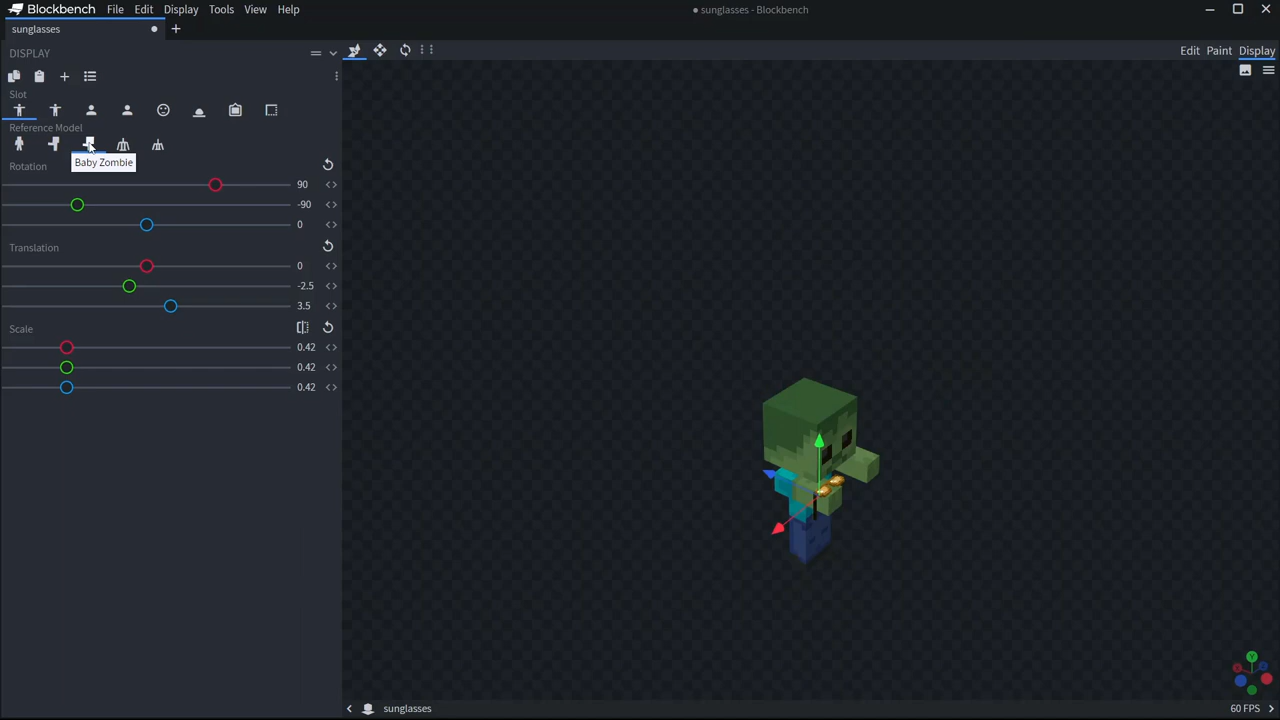 Blockbench File Edit Display Tools View Help
● sunglasses - Blockbench
sunglasses
DISPLAY
Edit Paint Display
Slot
Reference Model
Baby Zombie
Rotation
90
-90
0
Translation
0
-2.5
3.5
Scale
0.42
0.42
0.42
Y
X
Z
sunglasses
60 FPS